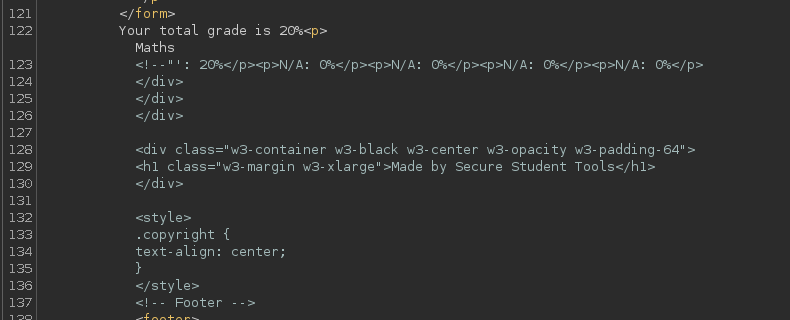 121 </form>
122 Your total grade is 20%<p>
Maths
123 <!--"': 20%</p><p>N/A: 0%</p><p>N/A: 0%</p><p>N/A: 0%</p><p>N/A: 0%</p>
124 </div>
125 </div>
126 </div>
127
128 <div class="w3-container w3-black w3-center w3-opacity w3-padding-64">
129 <h1 class="w3-margin w3-xlarge">Made by Secure Student Tools</h1>
130 </div>
131
132 <style>
133 .copyright {
134 text-align: center;
135 }
136 </style>
137 <!-- Footer -->
138 <footer>